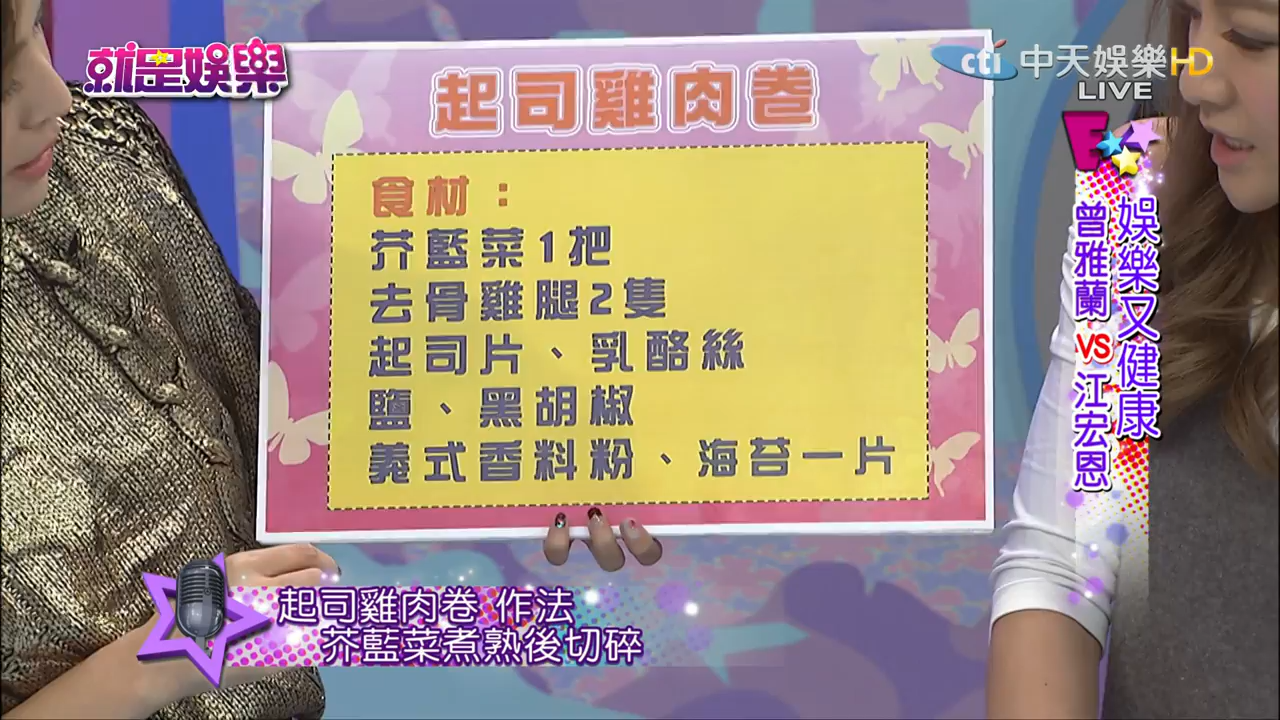 就是娛樂
cti 中天娛樂HD
LIVE
起司雞肉卷
食材：
芥藍菜1把
去骨雞腿2隻
起司片、乳酪絲
鹽、黑胡椒
義式香料粉、海苔一片
E
娛樂又健康
曾雅蘭VS江宏恩
起司雞肉卷 作法
芥藍菜煮熟後切碎